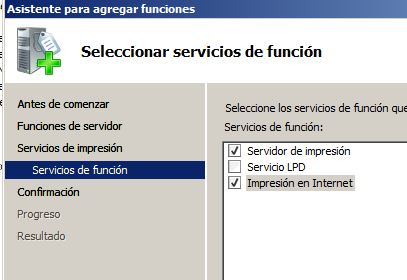 Asistente para agregar funciones
Seleccionar servicios de función
Antes de comenzar
Funciones de servidor
Servicios de impresión
Servicios de función
Confirmación
Progreso
Resultado
Seleccione los servicios de función que
Servicios de función:
Servidor de impresión
Servicio LPD
Impresión en Internet